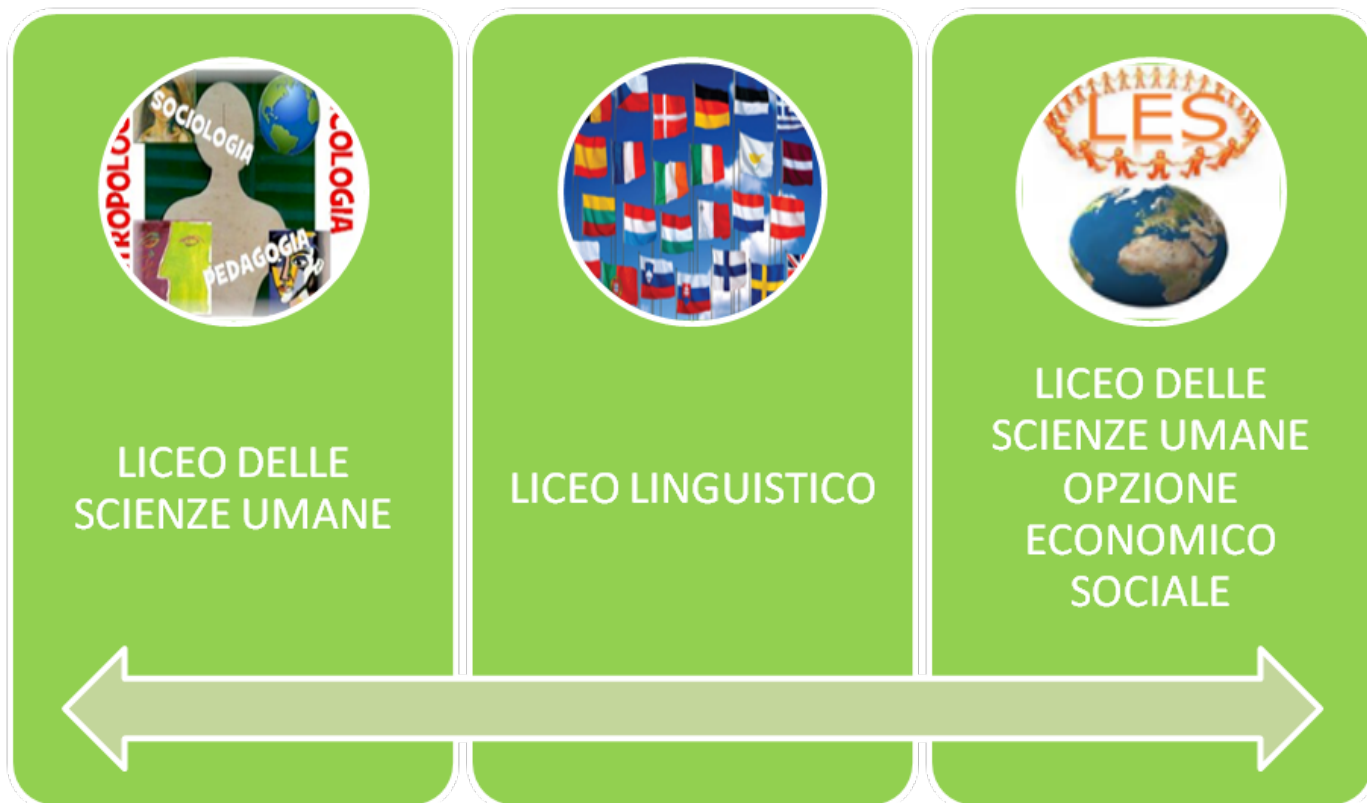 SOCIOLOGIA
PEDAGOGIA
LICEO DELLE
SCIENZE UMANE
LICEO LINGUISTICO
LES
LICEO DELLE
SCIENZE UMANE
OPZIONE
ECONOMICO
SOCIALE